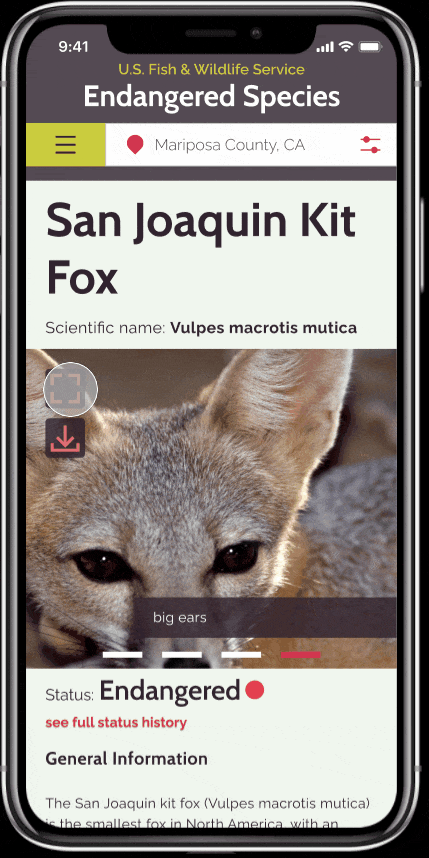 9:41
U.S. Fish & Wildlife Service
Endangered Species
Mariposa County, CA
San Joaquin Kit
Fox
Scientific name: Vulpes macrotis mutica
big ears
Status: Endangered
see full status history
General Information
The San Joaquin kit fox (Vulpes macrotis mutica)
is the smallest fox in North America, with an